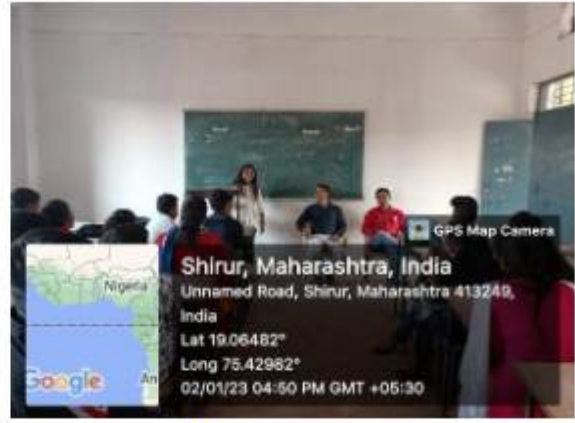 GPS Map Camera
Shirur, Maharashtra, India
Unnamed Road, Shirur, Maharashtra 413249,
India
Lat 19.06482°
Long 75.42982°
02/01/23 04:50 PM GMT +05:30
Nigeria
An
Google